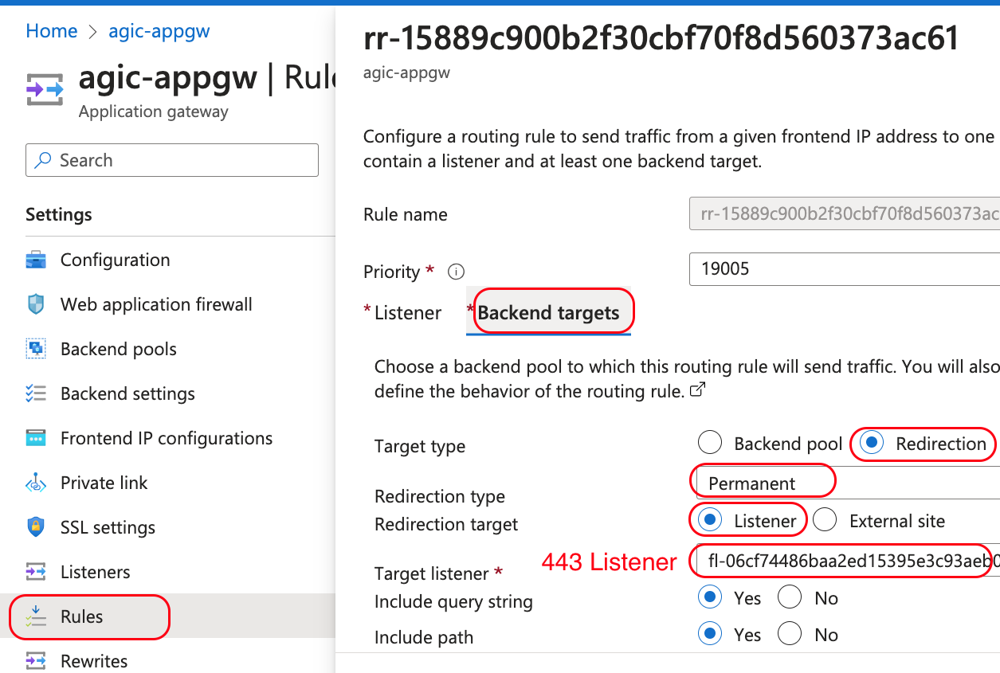 Home > agic-appgw
agic-appgw | Rule
Application gateway
Search
Settings
Configuration
Web application firewall
Backend pools
Backend settings
Frontend IP configurations
Private link
SSL settings
Listeners
Rules
Rewrites
rr-15889c900b2f30cbf70f8d560373ac61
agic-appgw
Configure a routing rule to send traffic from a given frontend IP address to one
contain a listener and at least one backend target.
Rule name
rr-15889c900b2f30cbf70f8d560373ac
Priority *
19005
* Listener * Backend targets
Choose a backend pool to which this routing rule will send traffic. You will also
define the behavior of the routing rule.
Target type
Backend pool Redirection
Redirection type
Permanent
Redirection target
Listener External site
443 Listener
Target listener *
fl-06cf74486baa2ed15395e3c93aeb0
Include query string
Yes No
Include path
Yes No